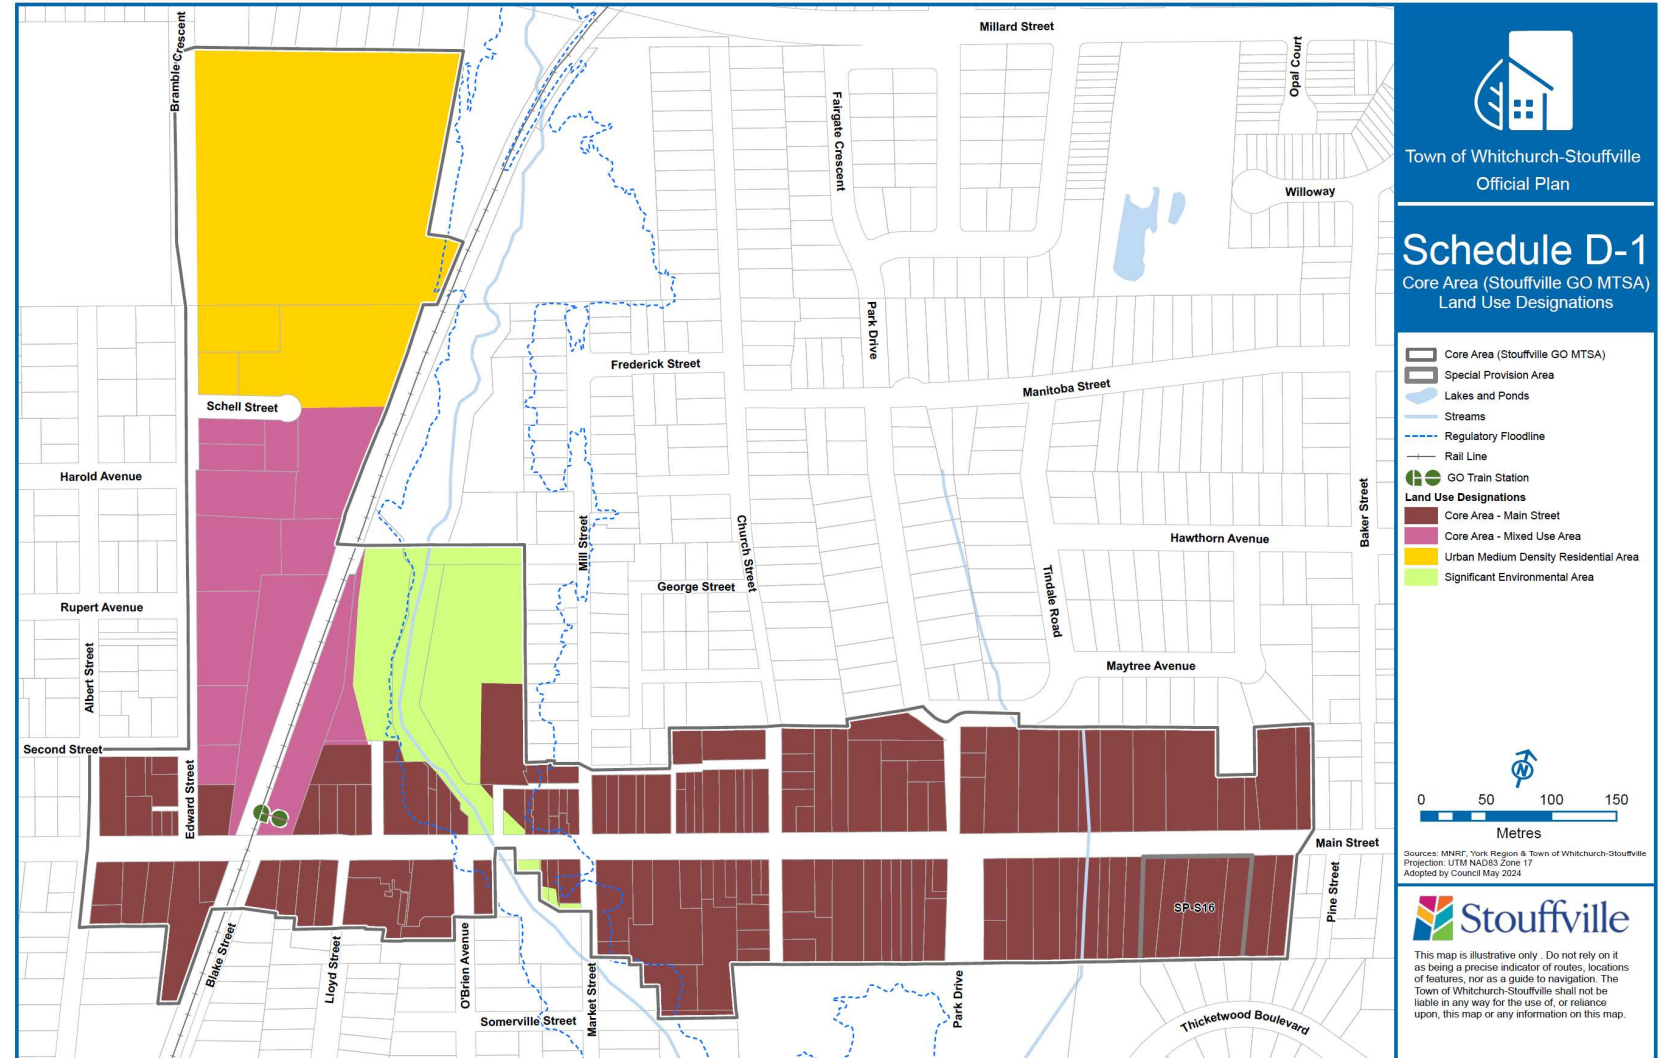 Millard Street
Bramble Crescent
Opal Court
Fairgate Crescent
Willoway
Park Drive
Frederick Street
Manitoba Street
Schell Street
Harold Avenue
Mill Street
Church Street
Baker Street
Hawthorn Avenue
George Street
Tindale Road
Rupert Avenue
Albert Street
Maytree Avenue
Second Street
Edward Street
Main Street
Pine Street
SP-S16
Blake Street
Lloyd Street
O'Brien Avenue
Market Street
Park Drive
Somerville Street
Thicketwood Boulevard
Town of Whitchurch-Stouffville
Official Plan
Schedule D-1
Core Area (Stouffville GO MTSA)
Land Use Designations
Core Area (Stouffville GO MTSA)
Special Provision Area
Lakes and Ponds
Streams
Regulatory Floodline
Rail Line
GO Train Station
Land Use Designations
Core Area - Main Street
Core Area - Mixed Use Area
Urban Medium Density Residential Area
Significant Environmental Area
N
0 50 100 150
Metres
Sources: MNRF, York Region & Town of Whitchurch-Stouffville
Projection: UTM NAD83 Zone 17
Adopted by Council May 2024
Stouffville
This map is illustrative only . Do not rely on it
as being a precise indicator of routes, locations
of features, nor as a guide to navigation. The
Town of Whitchurch-Stouffville shall not be
liable in any way for the use of, or reliance
upon, this map or any information on this map.